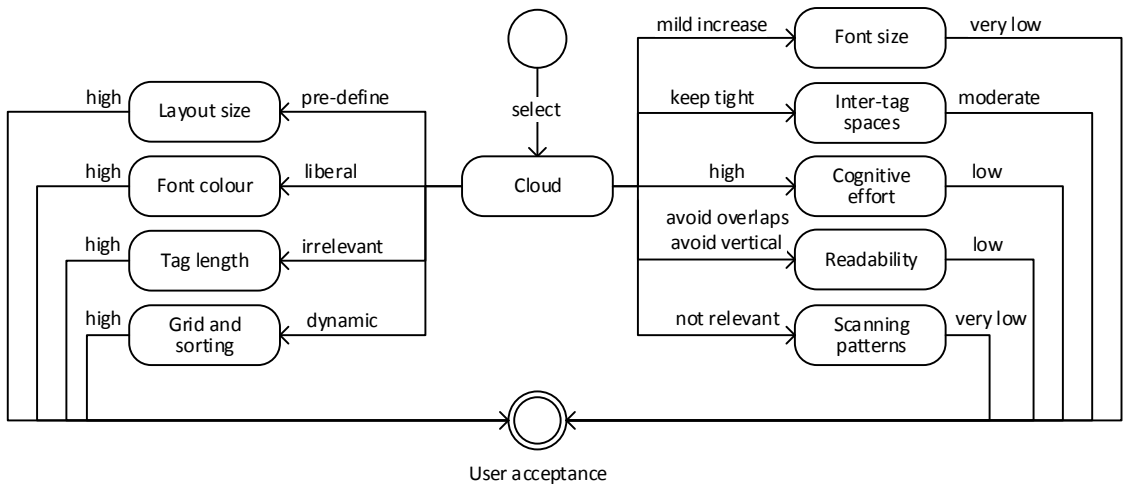 mild increase
Font size
very low
high
Layout size
pre-define
select
keep tight
Inter-tag
spaces
moderate
high
Font colour
liberal
Cloud
high
Cognitive
effort
low
high
Tag length
irrelevant
avoid overlaps
avoid vertical
Readability
low
high
Grid and
sorting
dynamic
not relevant
Scanning
patterns
very low
User acceptance